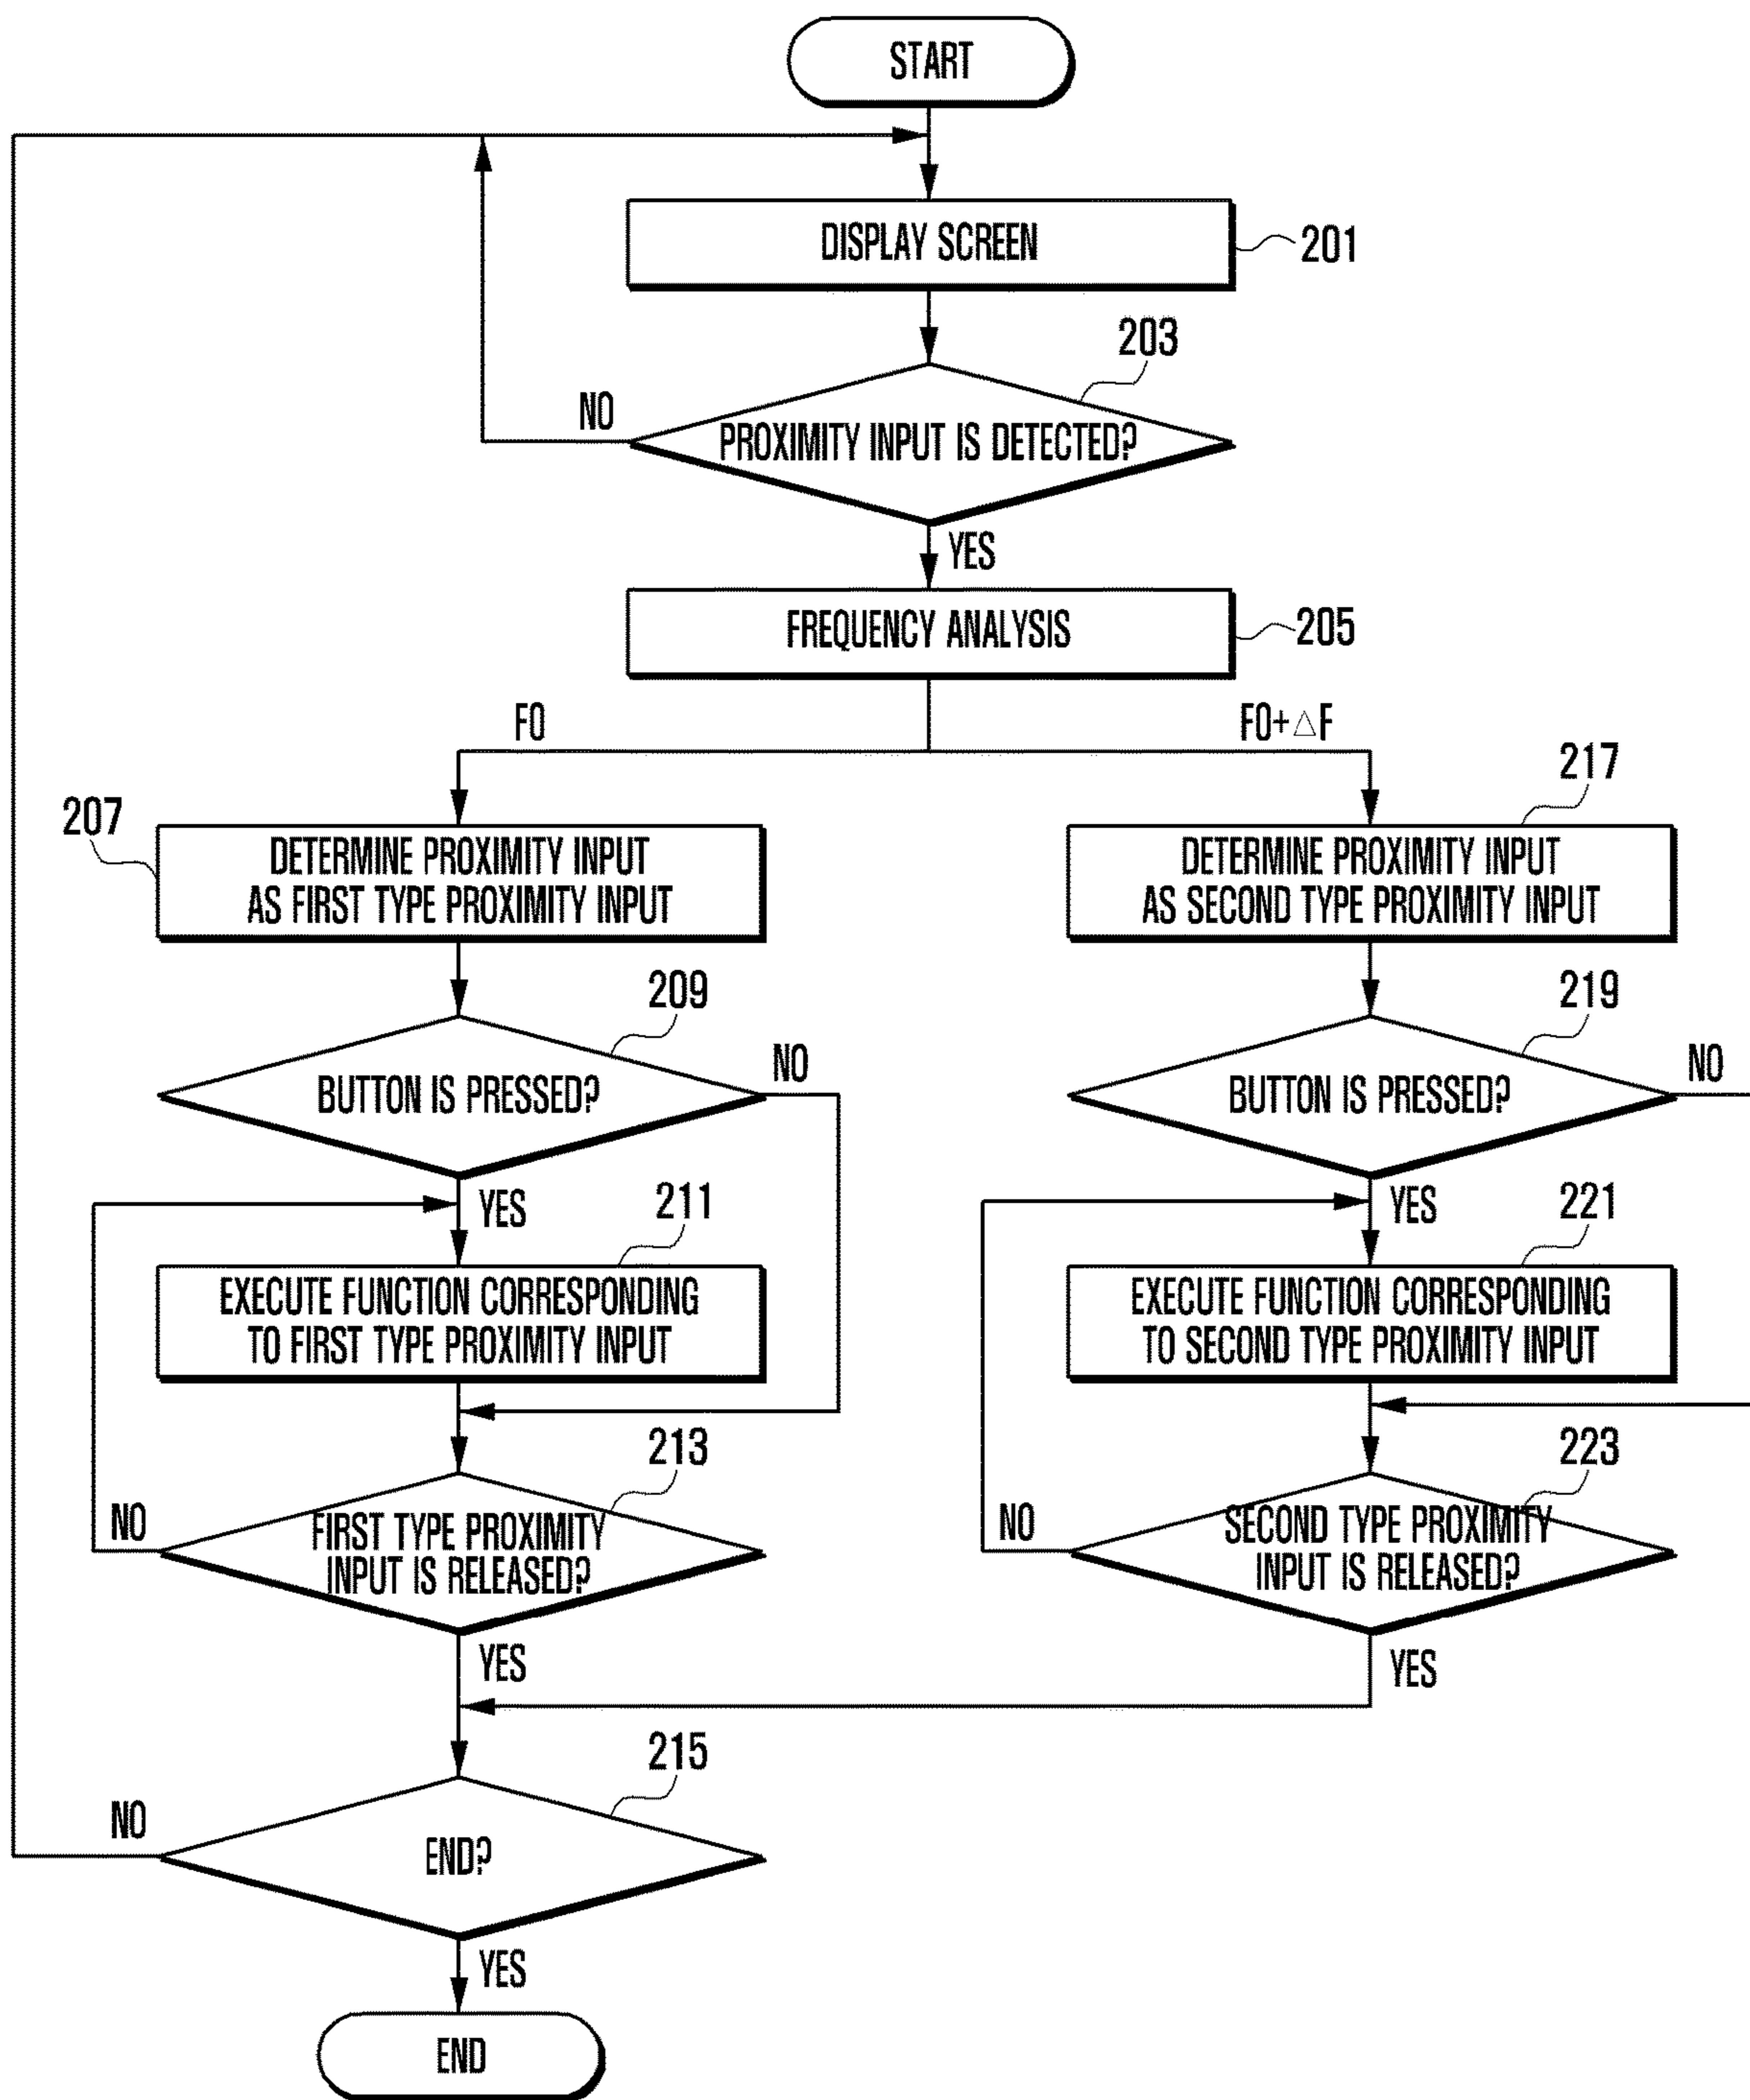 START
DISPLAY SCREEN
201
203
PROXIMITY INPUT IS DETECTED?
NO
YES
FREQUENCY ANALYSIS
205
F0
F0+△F
207
DETERMINE PROXIMITY INPUT
AS FIRST TYPE PROXIMITY INPUT
217
DETERMINE PROXIMITY INPUT
AS SECOND TYPE PROXIMITY INPUT
209
BUTTON IS PRESSED?
NO
219
BUTTON IS PRESSED?
NO
YES
211
EXECUTE FUNCTION CORRESPONDING
TO FIRST TYPE PROXIMITY INPUT
YES
221
EXECUTE FUNCTION CORRESPONDING
TO SECOND TYPE PROXIMITY INPUT
213
NO
FIRST TYPE PROXIMITY
INPUT IS RELEASED?
YES
223
NO
SECOND TYPE PROXIMITY
INPUT IS RELEASED?
YES
215
NO
END?
YES
END